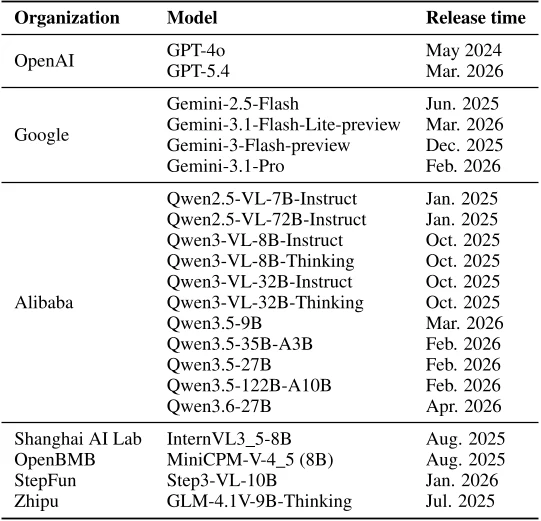 Organization Model Release time
OpenAI
GPT-4o May 2024
GPT-5.4 Mar. 2026
Google
Gemini-2.5-Flash Jun. 2025
Gemini-3.1-Flash-Lite-preview Mar. 2026
Gemini-3-Flash-preview Dec. 2025
Gemini-3.1-Pro Feb. 2026
Alibaba
Qwen2.5-VL-7B-Instruct Jan. 2025
Qwen2.5-VL-72B-Instruct Jan. 2025
Qwen3-VL-8B-Instruct Oct. 2025
Qwen3-VL-8B-Thinking Oct. 2025
Qwen3-VL-32B-Instruct Oct. 2025
Qwen3-VL-32B-Thinking Oct. 2025
Qwen3.5-9B Mar. 2026
Qwen3.5-35B-A3B Feb. 2026
Qwen3.5-27B Feb. 2026
Qwen3.5-122B-A10B Feb. 2026
Qwen3.6-27B Apr. 2026
Shanghai AI Lab InternVL3_5-8B Aug. 2025
OpenBMB MiniCPM-V-4_5 (8B) Aug. 2025
StepFun Step3-VL-10B Jan. 2026
Zhipu GLM-4.1V-9B-Thinking Jul. 2025